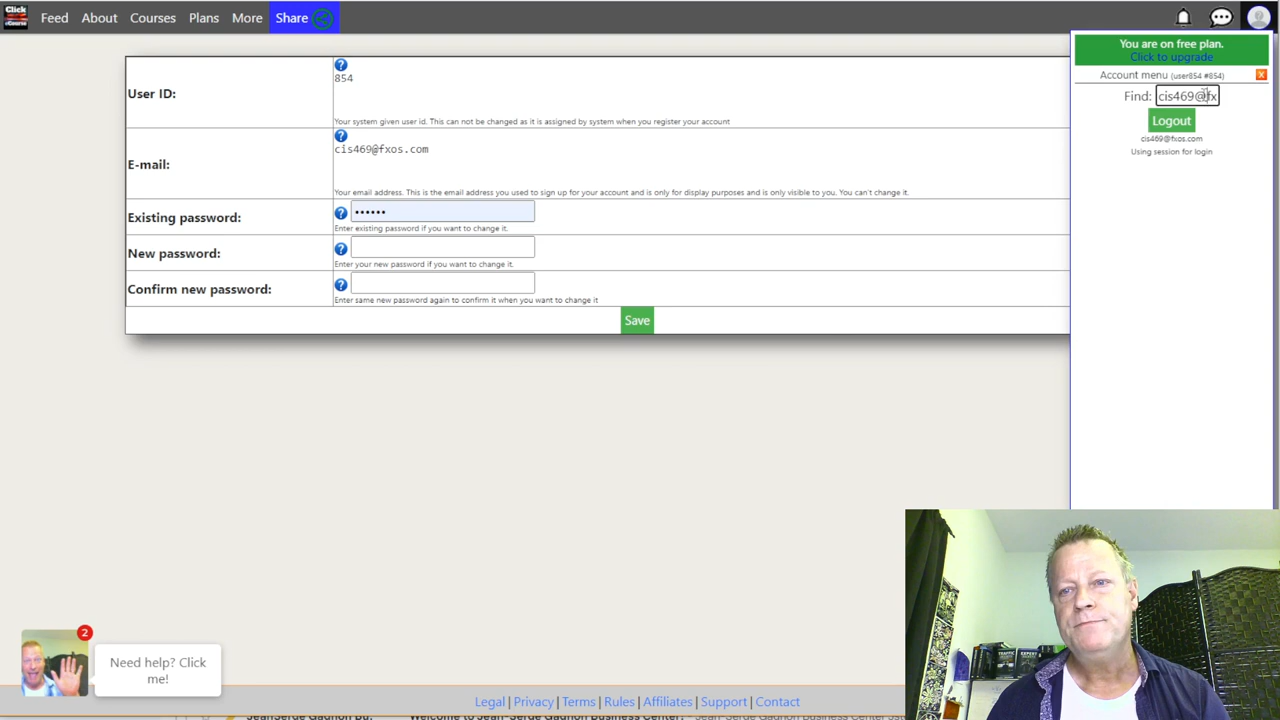 Click
eCourse
Feed
About
Courses
Plans
More
Share
You are on free plan.
Click to upgrade
Account menu (user854 #854)
x
Find: cis469@fx
Logout
cis469@fxos.com
Using session for login
User ID:
?
854
Your system given user id. This can not be changed as it is assigned by system when you register your account
E-mail:
?
cis469@fxos.com
Your email address. This is the email address you used to sign up for your account and is only for display purposes and is only visible to you. You can't change it.
Existing password:
? ••••••
Enter existing password if you want to change it.
New password:
?
Enter your new password if you want to change it.
Confirm new password:
?
Enter same new password again to confirm it when you want to change it
Save
2
Need help? Click
me!
TRAFFIC
EXPERT
Legal | Privacy | Terms | Rules | Affiliates | Support | Contact